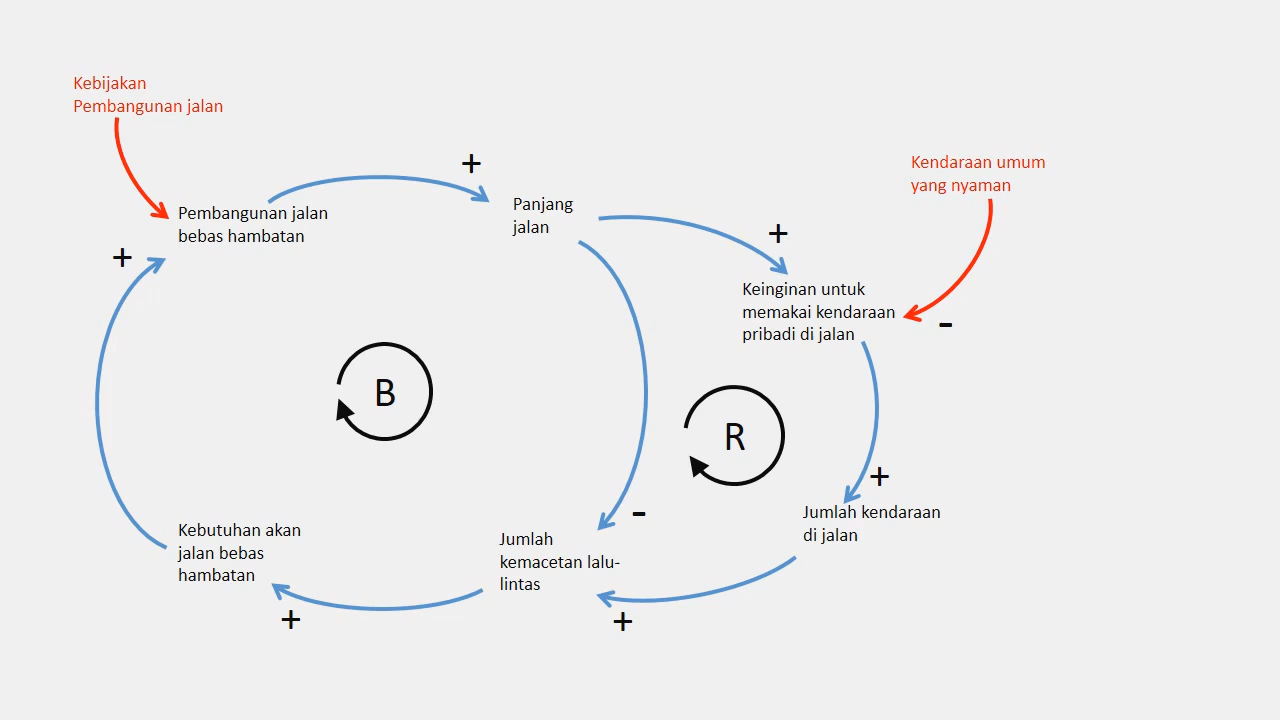 Kebijakan
Pembangunan jalan
+
Kendaraan umum
yang nyaman
Pembangunan jalan
bebas hambatan
Panjang
jalan
+
+
Keinginan untuk
memakai kendaraan
pribadi di jalan
-
B
R
+
Jumlah kendaraan
di jalan
-
Kebutuhan akan
jalan bebas
hambatan
Jumlah
kemacetan lalu-
lintas
+
+